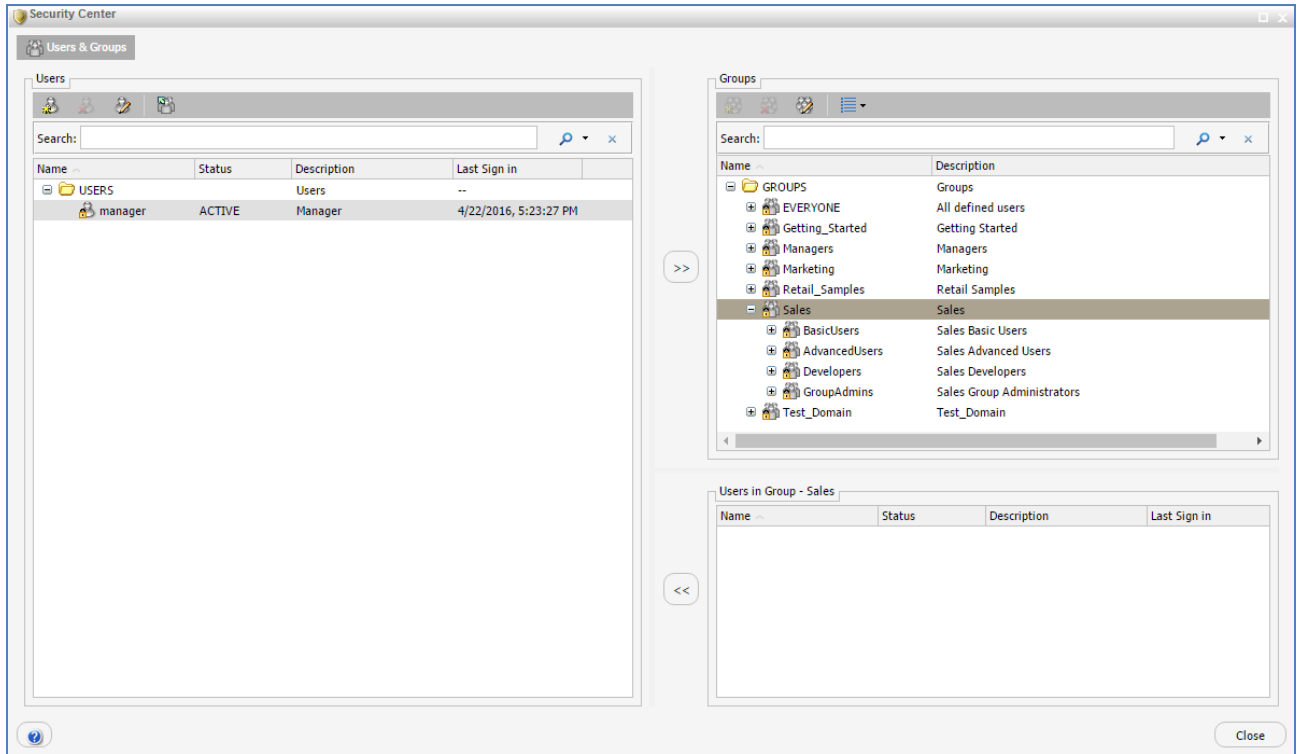 Security Center
Users & Groups
Users
Search:
Name Status Description Last Sign in
USERS Users --
manager ACTIVE Manager 4/22/2016, 5:23:27 PM
>>
<<
Groups
Search:
Name Description
GROUPS Groups
EVERYONE All defined users
Getting_Started Getting Started
Managers Managers
Marketing Marketing
Retail_Samples Retail Samples
Sales Sales
BasicUsers Sales Basic Users
AdvancedUsers Sales Advanced Users
Developers Sales Developers
GroupAdmins Sales Group Administrators
Test_Domain Test_Domain
Users in Group - Sales
Name Status Description Last Sign in
Close